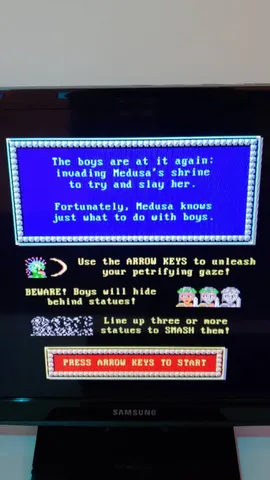 The boys are at it again:
invading Medusa's shrine
to try and slay her.
Fortunately, Medusa knows
just what to do with boys.
Use the ARROW KEYS to unleash
your petrifying gaze!
BEWARE! Boys will hide
behind statues!
Line up three or more
statues to SMASH them!
PRESS ARROW KEYS TO START
SAMSUNG